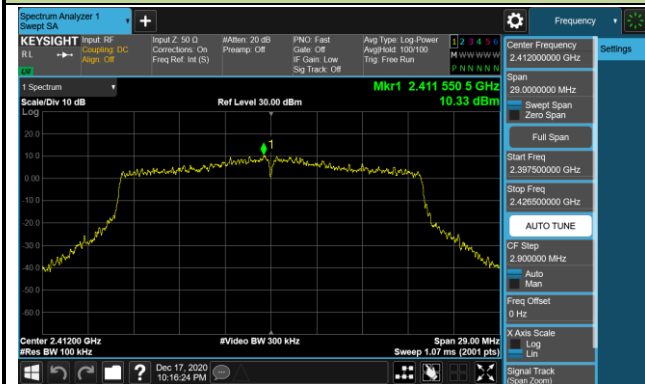 Spectrum Analyzer 1
Swept SA
+
Frequency
KEYSIGHT
Input: RF
Input Z: 50 Ω
#Atten: 20 dB
PNO: Fast
Avg Type: Log-Power
1 2 3 4 5 6
RL
Coupling: DC
Corrections: On
Preamp: Off
Gate: Off
Avg|Hold: 100/100
M W W W W W
Align: Off
Freq Ref: Int (S)
IF Gain: Low
Trig: Free Run
P N N N N N
Sig Track: Off
Center Frequency
2.412000000 GHz
Settings
1 Spectrum
Mkr1 2.411 550 5 GHz
Scale/Div 10 dB
Ref Level 30.00 dBm
10.33 dBm
Log
Span
29.0000000 MHz
Swept Span
Zero Span
Full Span
Start Freq
2.397500000 GHz
Stop Freq
2.426500000 GHz
AUTO TUNE
CF Step
2.900000 MHz
Auto
Man
Freq Offset
0 Hz
X Axis Scale
Log
Lin
Signal Track
(Span Zoom)
20.0
10.0
0.00
-10.0
-20.0
-30.0
-40.0
-50.0
-60.0
1
Center 2.41200 GHz
#Video BW 300 kHz
Span 29.00 MHz
#Res BW 100 kHz
Sweep 1.07 ms (2001 pts)
?
Dec 17, 2020
10:16:24 PM